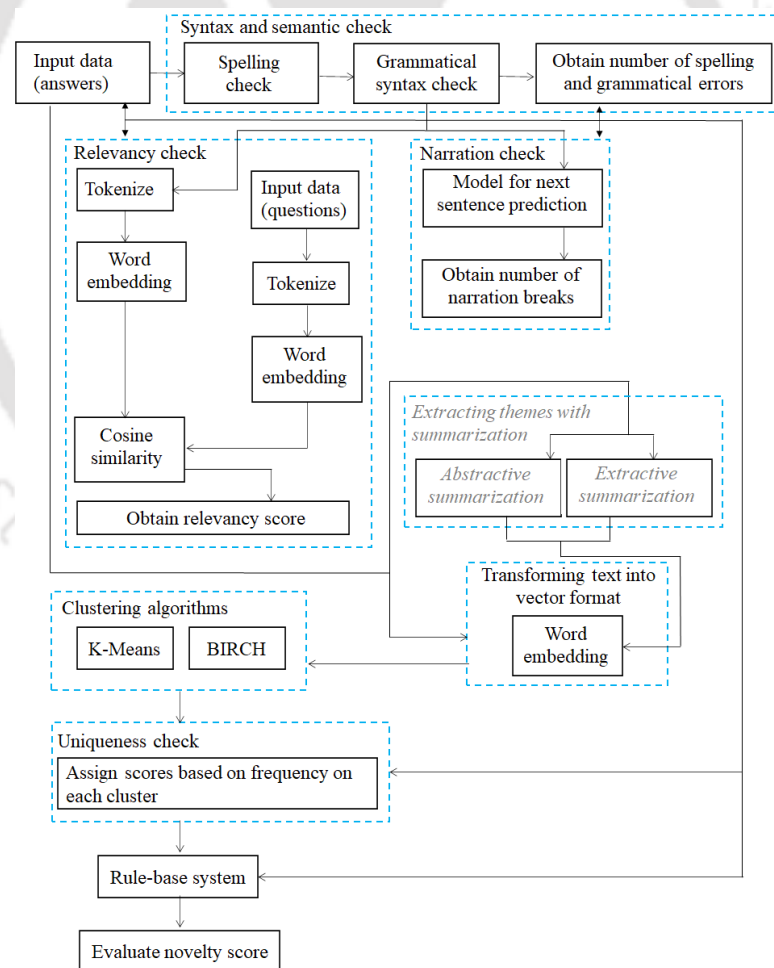 Syntax and semantic check
Input data
(answers)
Spelling
check
Grammatical
syntax check
Obtain number of spelling
and grammatical errors
Relevancy check
Tokenize
Word
embedding
Input data
(questions)
Tokenize
Word
embedding
Cosine
similarity
Obtain relevancy score
Narration check
Model for next
sentence prediction
Obtain number of
narration breaks
Extracting themes with
summarization
Abstractive
summarization
Extractive
summarization
Transforming text into
vector format
Word
embedding
Clustering algorithms
K-Means
BIRCH
Uniqueness check
Assign scores based on frequency on
each cluster
Rule-base system
Evaluate novelty score